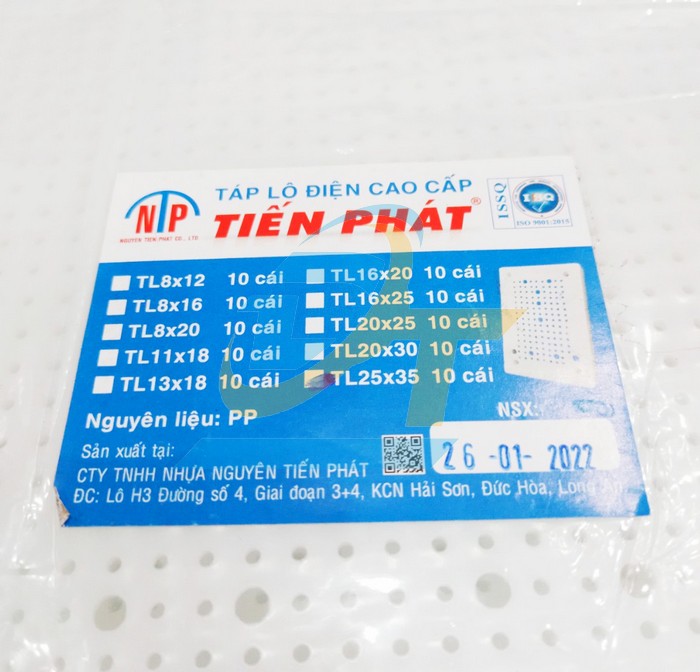 NTP
NGUYEN TIEN PHAT CO., LTD
TÁP LÔ ĐIỆN CAO CẤP
TIẾN PHÁT®
ISSQ
ISSQ
ISO 9001:2015
TL8x12 10 cái
TL8x16 10 cái
TL8x20 10 cái
TL11x18 10 cái
TL13x18 10 cái
TL16x20 10 cái
TL16x25 10 cái
TL20x25 10 cái
TL20x30 10 cái
TL25x35 10 cái
Nguyên liệu: PP
NSX:
26 -01- 2022
Sản xuất tại:
CTY TNHH NHỰA NGUYÊN TIẾN PHÁT
ĐC: Lô H3 Đường số 4, Giai đoạn 3+4, KCN Hải Sơn, Đức Hòa, Long An